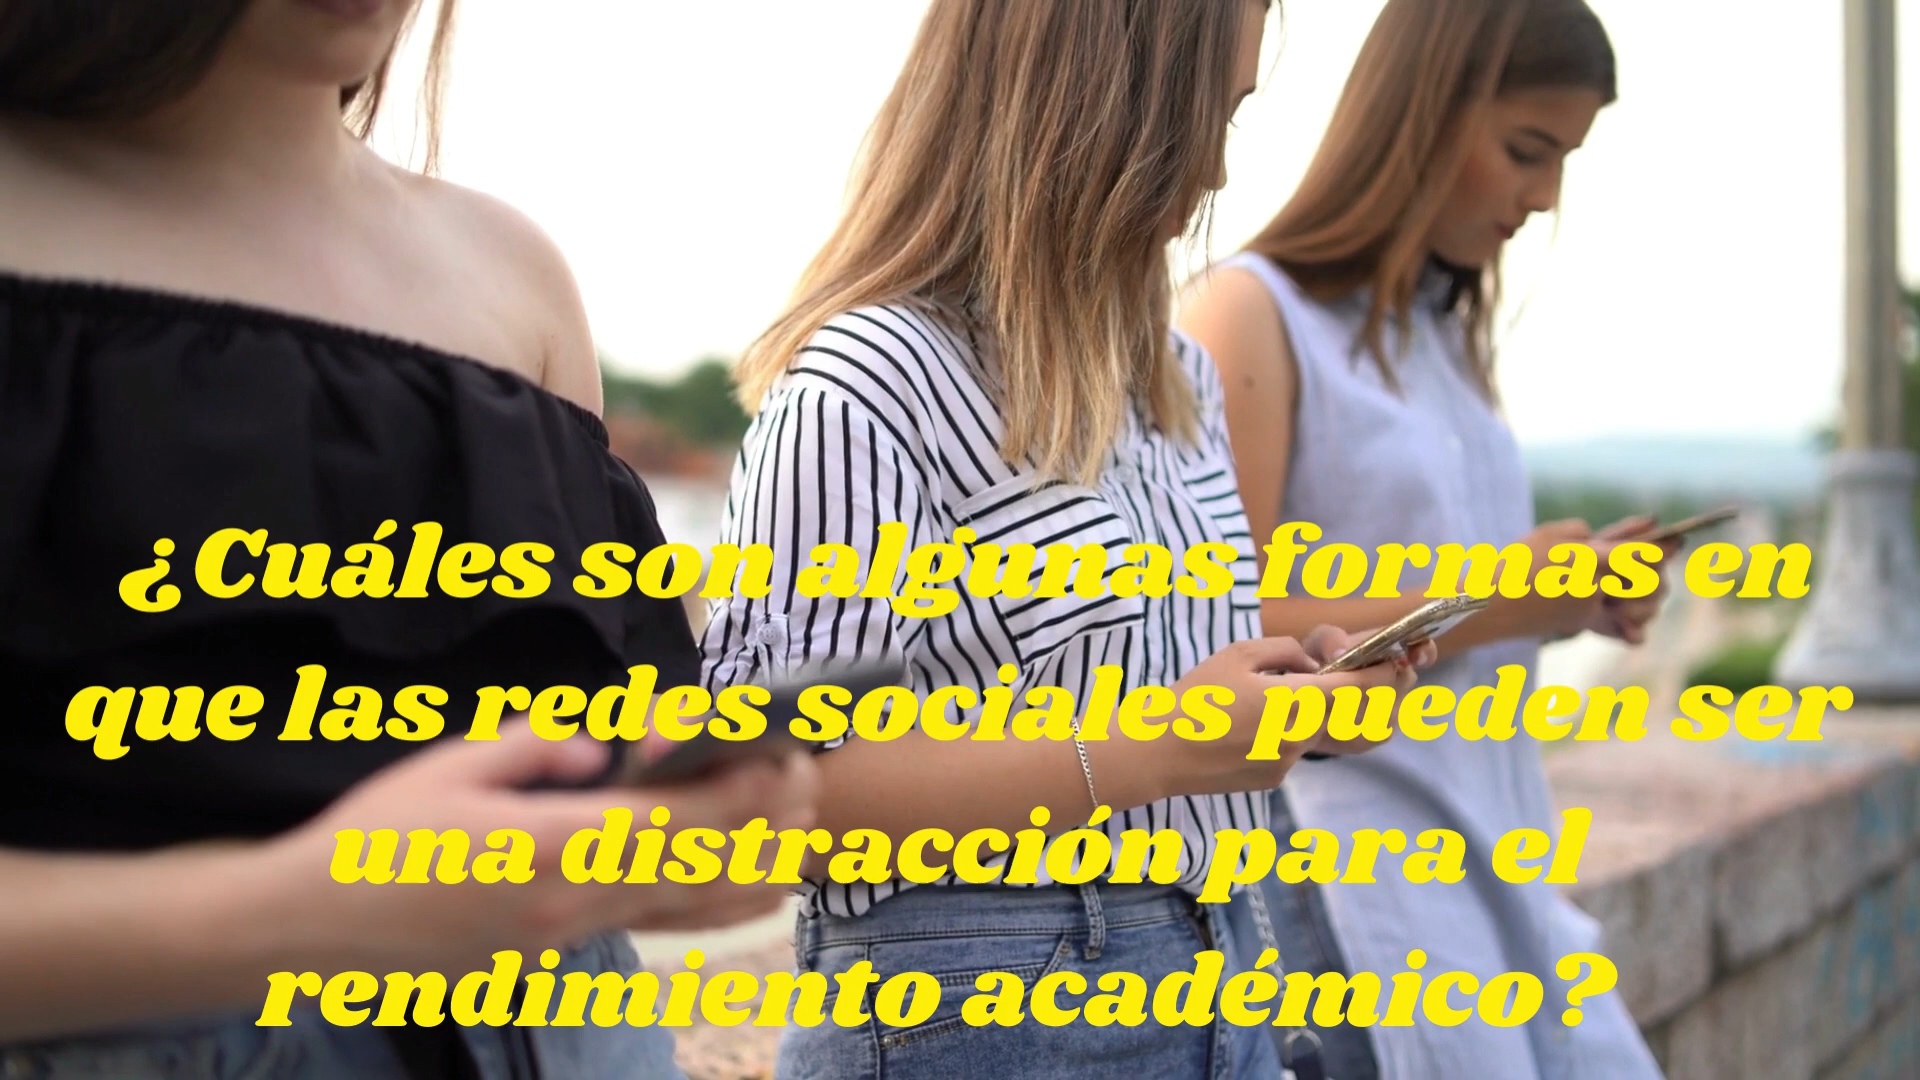 ¿Cuáles son algunas formas en
que las redes sociales pueden ser
una distracción para el
rendimiento académico?